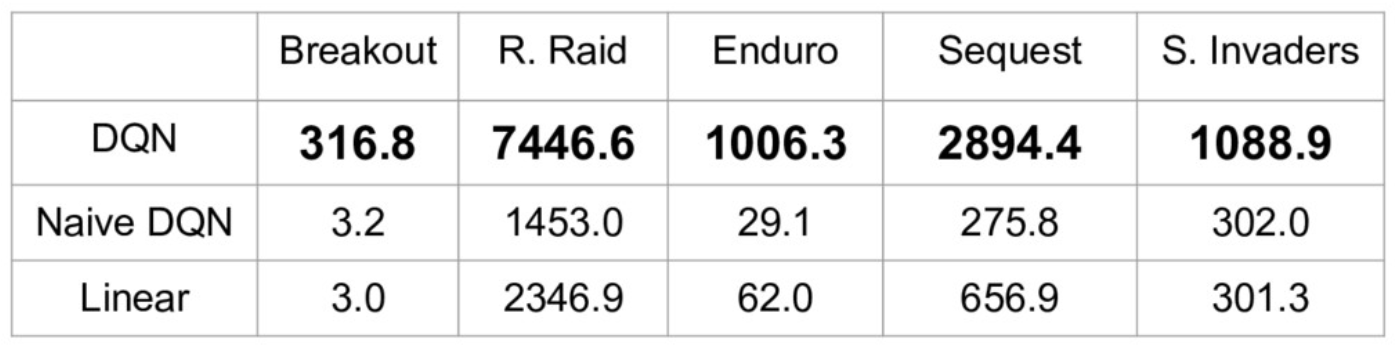 Breakout R. Raid Enduro Sequest S. Invaders
DQN 316.8 7446.6 1006.3 2894.4 1088.9
Naive DQN 3.2 1453.0 29.1 275.8 302.0
Linear 3.0 2346.9 62.0 656.9 301.3